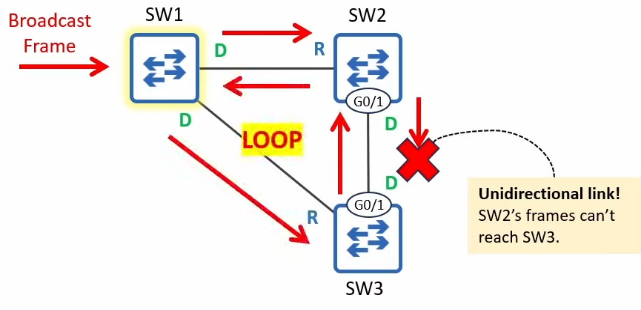 Broadcast
Frame
SW1
SW2
D
R
G0/1
D
LOOP
D
D
Unidirectional link!
SW2's frames can't
reach SW3.
G0/1
R
SW3